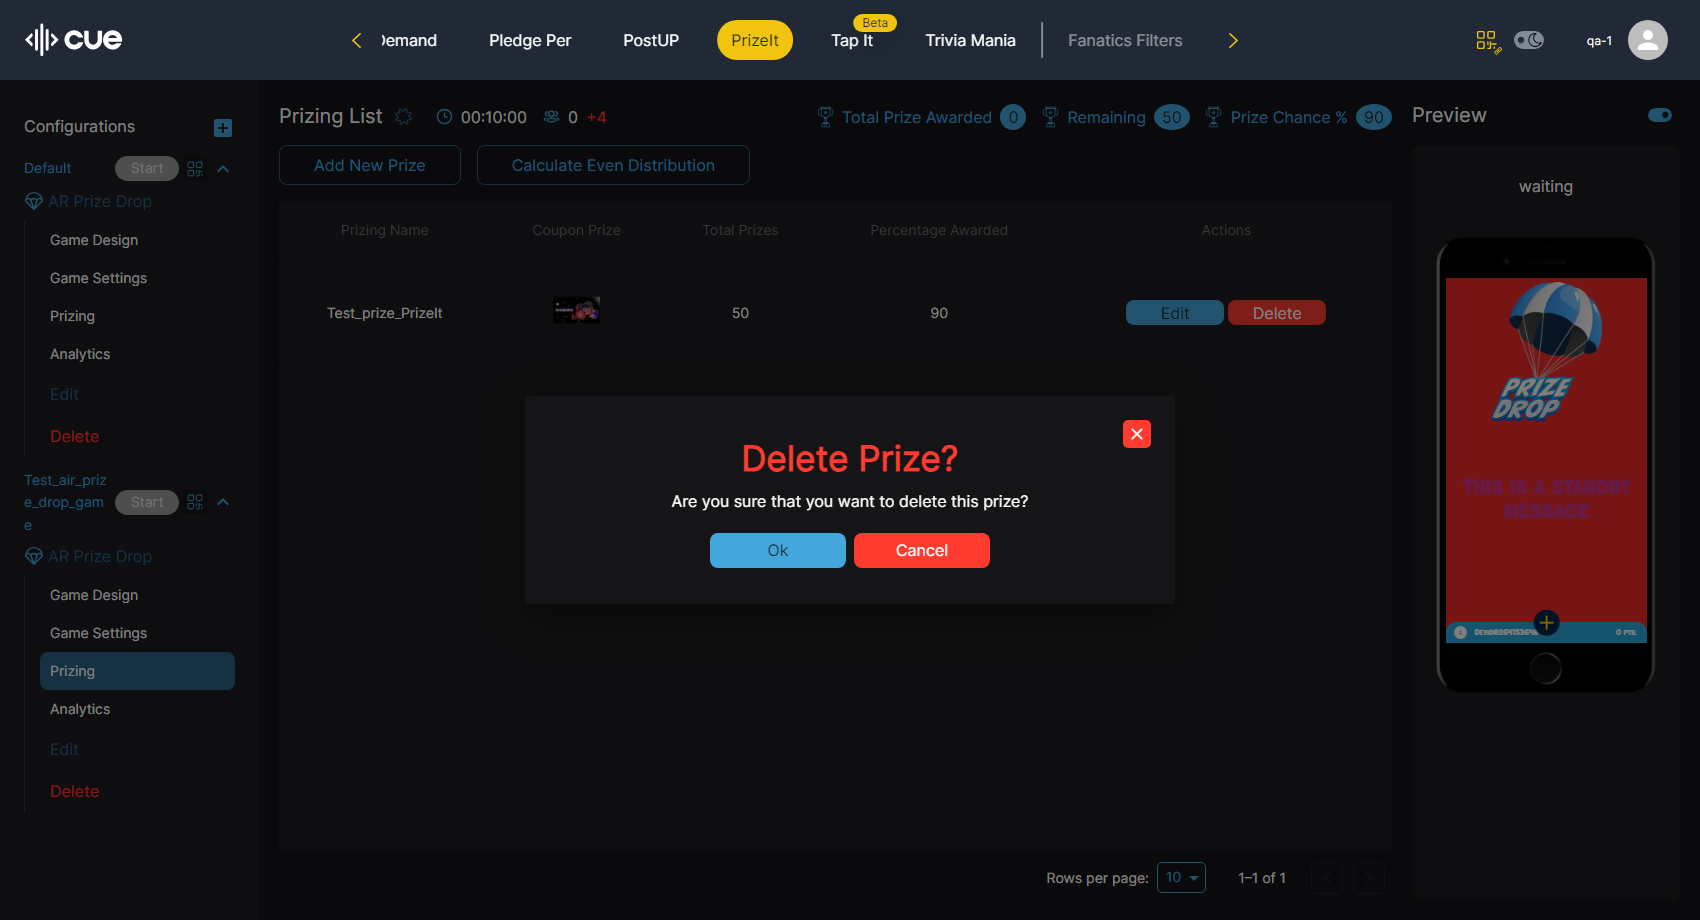 cue
Demand
Pledge Per
PostUP
PrizeIt
Beta
Tap It
Trivia Mania
Fanatics Filters
qa-1
Configurations
Default
Start
AR Prize Drop
Game Design
Game Settings
Prizing
Analytics
Edit
Delete
Test_air_priz
e_drop_gam
e
Start
AR Prize Drop
Game Design
Game Settings
Prizing
Analytics
Edit
Delete
Prizing List
00:10:00
0 +4
Total Prize Awarded 0
Remaining 50
Prize Chance % 90
Add New Prize
Calculate Even Distribution
Prizing Name Coupon Prize Total Prizes Percentage Awarded Actions
Test_prize_PrizeIt 50 90 Edit Delete
Delete Prize?
Are you sure that you want to delete this prize?
Ok
Cancel
Rows per page: 10 1–1 of 1
Preview
waiting
PRIZE
DROP
THIS IS A STANDBY
MESSAGE
0 PTS.